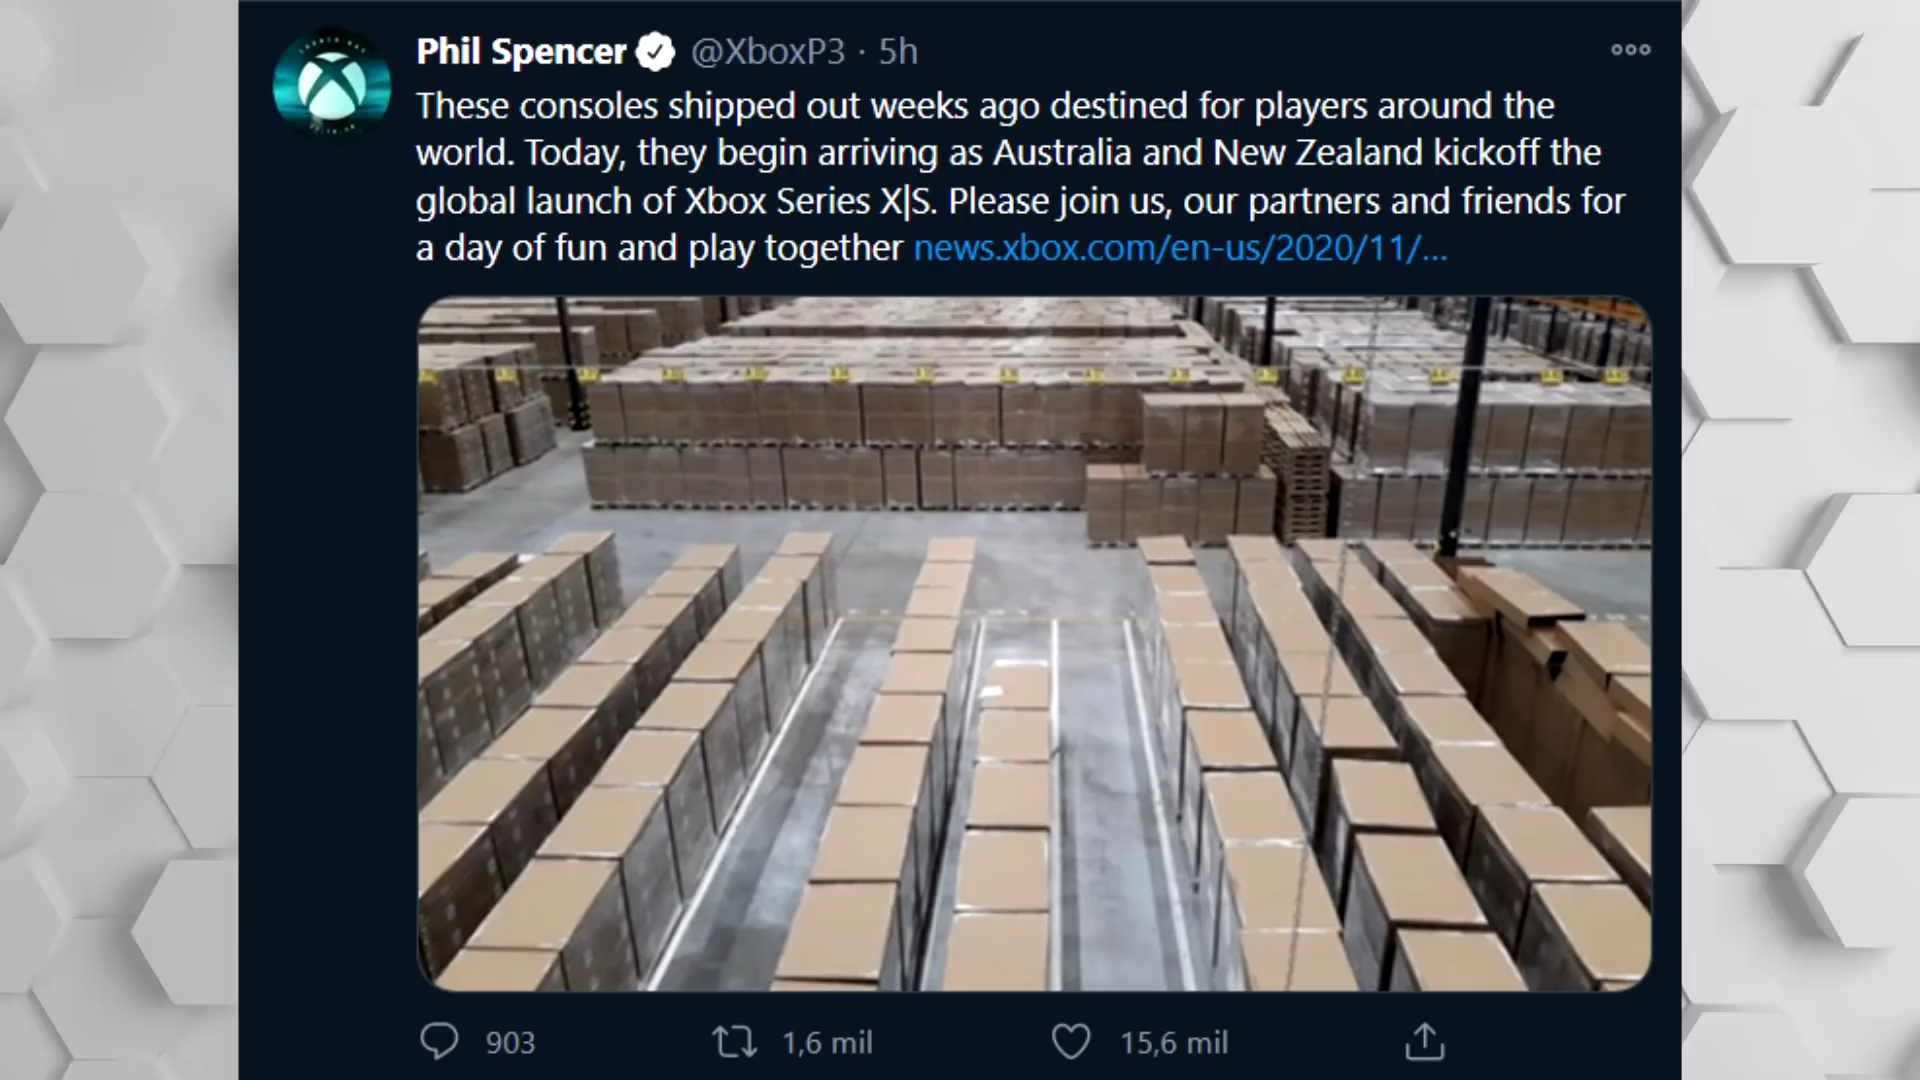 Phil Spencer @XboxP3 · 5h
These consoles shipped out weeks ago destined for players around the
world. Today, they begin arriving as Australia and New Zealand kickoff the
global launch of Xbox Series X|S. Please join us, our partners and friends for
a day of fun and play together news.xbox.com/en-us/2020/11/...
903 1,6 mil 15,6 mil